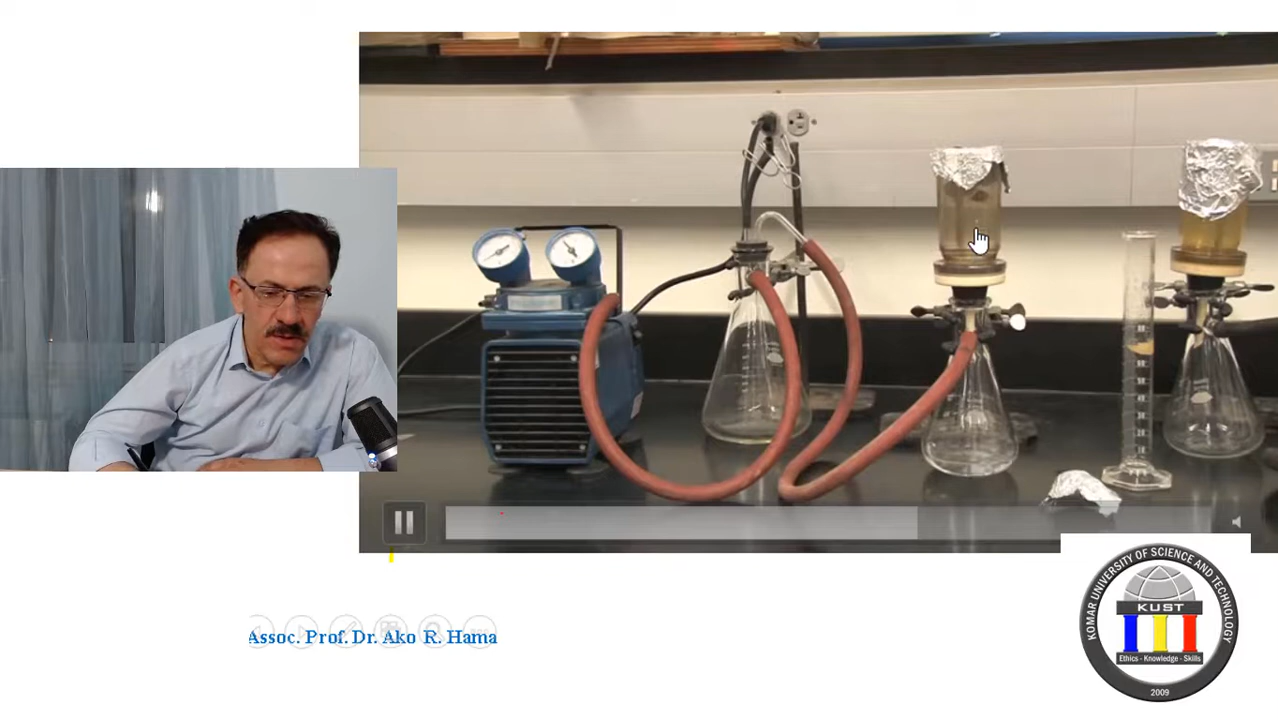 Assoc. Prof. Dr. Ako R. Hama
KOMAR UNIVERSITY OF SCIENCE AND TECHNOLOGY
KUST
Ethics - Knowledge - Skills
2009